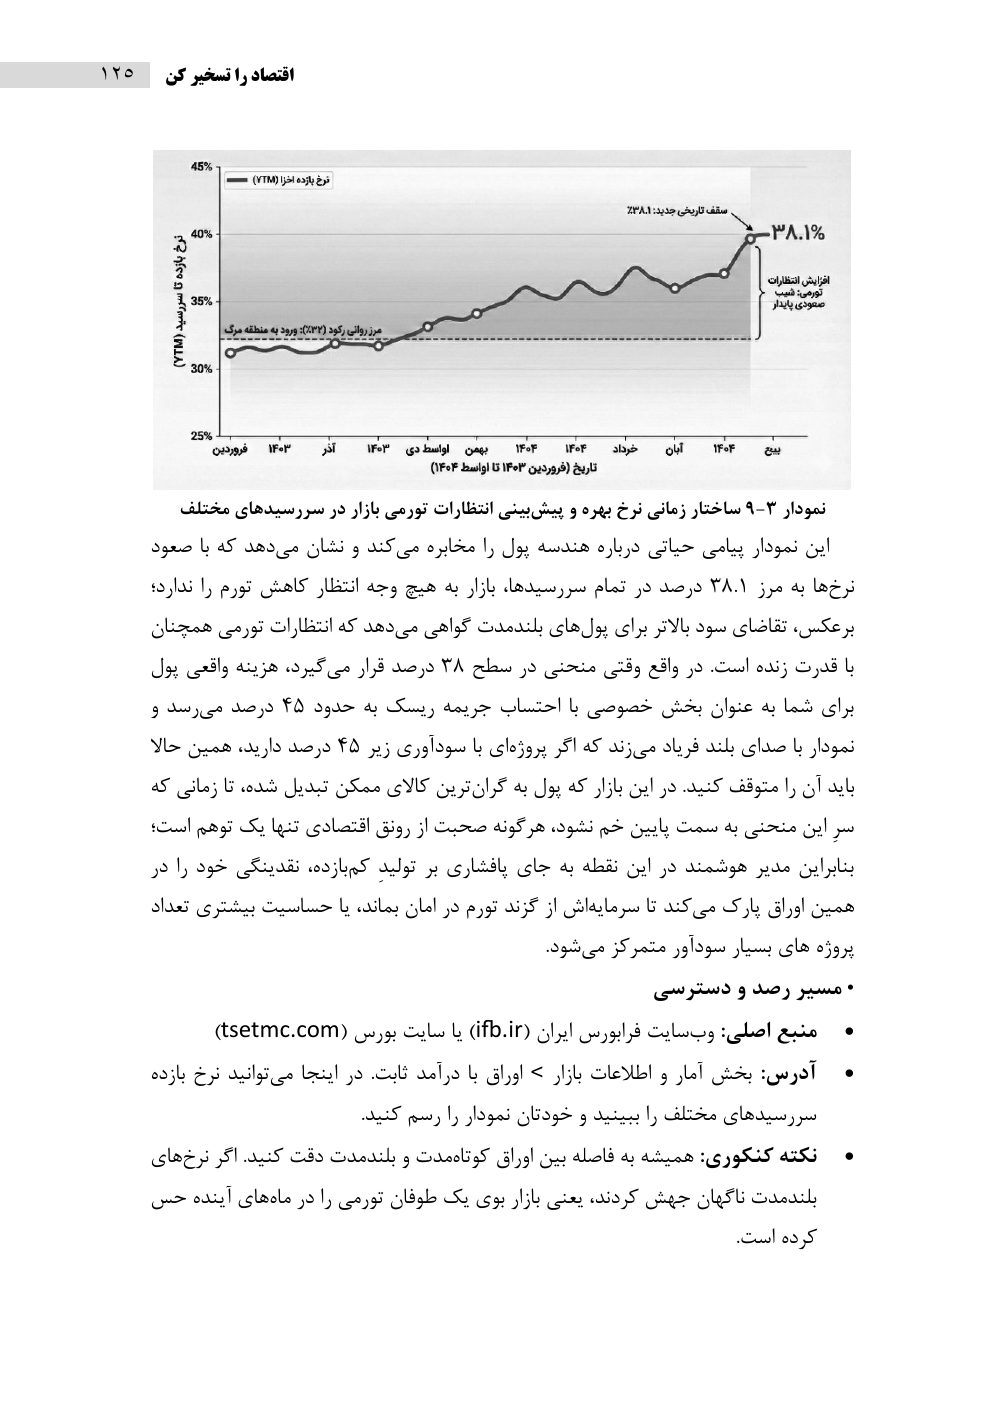 اقتصاد را تسخیر کن ۱۲۵
45%
نرخ بازده اخزا (YTM)
سقف تاریخی جدید: ۳۸.۱٪
۳۸.۱%
40%
افزایش انتظارات
تورمی: شیب
صعودی پایدار
35%
مرز روانی رکود (۳۲٪): ورود به منطقه مرگ
30%
25%
نرخ بازده تا سررسید (YTM)
فروردین ۱۴۰۳ آذر ۱۴۰۳ اواسط دی بهمن ۱۴۰۴ ۱۴۰۴ خرداد آبان ۱۴۰۴
تاریخ (فروردین ۱۴۰۳ تا اواسط ۱۴۰۴)
نمودار ۳-۹ ساختار زمانی نرخ بهره و پیش‌بینی انتظارات تورمی بازار در سررسیدهای مختلف
این نمودار پیامی حیاتی درباره هندسه پول را مخابره می‌کند و نشان می‌دهد که با صعود
نرخ‌ها به مرز ۳۸.۱ درصد در تمام سررسیدها، بازار به هیچ وجه انتظار کاهش تورم را ندارد؛
برعکس، تقاضای سود بالاتر برای پول‌های بلندمدت گواهی می‌دهد که انتظارات تورمی همچنان
با قدرت زنده است. در واقع وقتی منحنی در سطح ۳۸ درصد قرار می‌گیرد، هزینه واقعی پول
برای شما به عنوان بخش خصوصی با احتساب جریمه ریسک به حدود ۴۵ درصد می‌رسد و
نمودار با صدای بلند فریاد می‌زند که اگر پروژه‌ای با سودآوری زیر ۴۵ درصد دارید، همین حالا
باید آن را متوقف کنید. در این بازار که پول به گران‌ترین کالای ممکن تبدیل شده، تا زمانی که
سرِ این منحنی به سمت پایین خم نشود، هرگونه صحبت از رونق اقتصادی تنها یک توهم است؛
بنابراین مدیر هوشمند در این نقطه به جای پافشاری بر تولیدِ کم‌بازده، نقدینگی خود را در
همین اوراق پارک می‌کند تا سرمایه‌اش از گزند تورم در امان بماند، یا حساسیت بیشتری تعداد
پروژه های بسیار سودآور متمرکز می‌شود.
• مسیر رصد و دسترسی
• منبع اصلی: وب‌سایت فرابورس ایران (ifb.ir) یا سایت بورس (tsetmc.com)
• آدرس: بخش آمار و اطلاعات بازار > اوراق با درآمد ثابت. در اینجا می‌توانید نرخ بازده
سررسیدهای مختلف را ببینید و خودتان نمودار را رسم کنید.
• نکته کنکوری: همیشه به فاصله بین اوراق کوتاه‌مدت و بلندمدت دقت کنید. اگر نرخ‌های
بلندمدت ناگهان جهش کردند، یعنی بازار بوی یک طوفان تورمی را در ماه‌های آینده حس
کرده است.